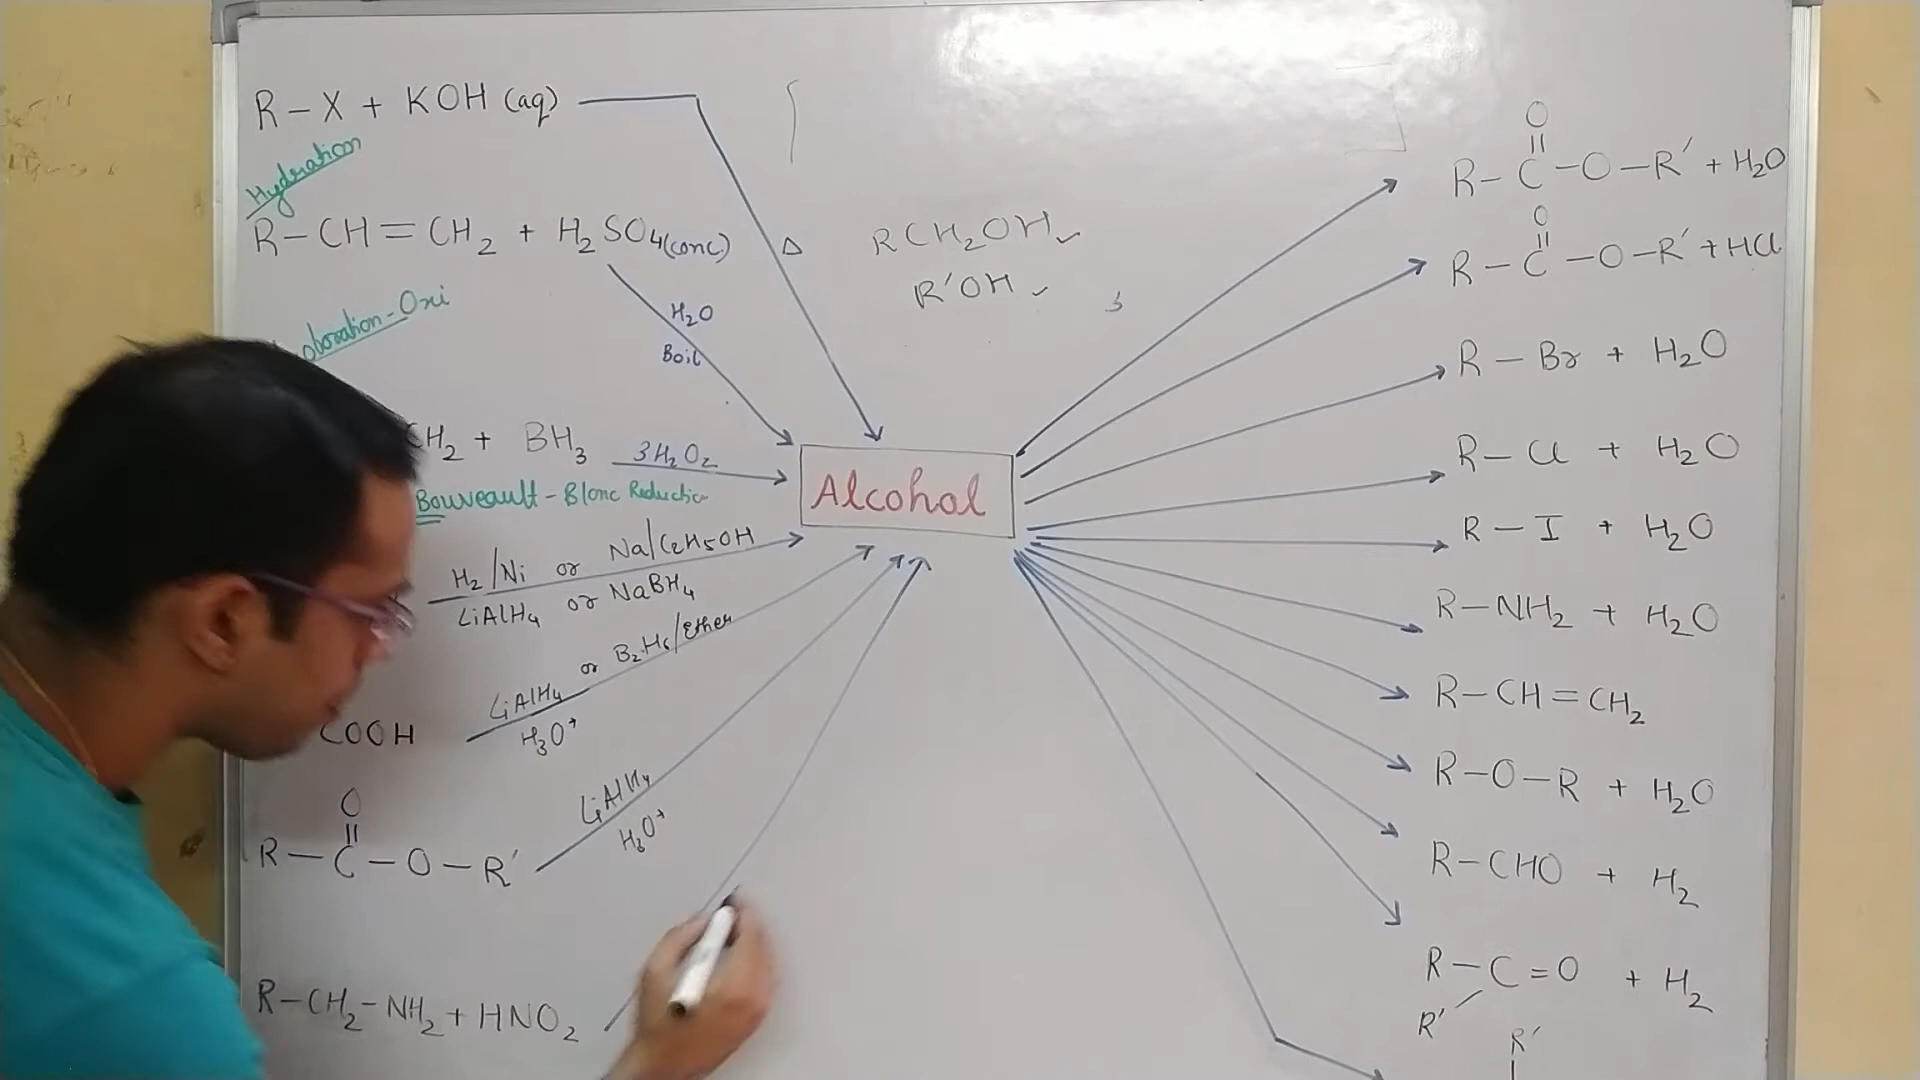 R-X + KOH (aq)
Hydration
R-CH=CH₂ + H₂SO₄(conc)
Δ
H₂O
Boil
oboration-Oxi
CH₂ + BH₃
3H₂O₂
Bouveault-Blanc Reductio
H₂/Ni or Na/C₂H₅OH
LiAlH₄ or NaBH₄
COOH
LiAlH₄ or B₂H₆/Ether
H₃O⁺
O
||
R-C-O-R'
LiAlH₄
H₃O⁺
R-CH₂-NH₂ + HNO₂
RCH₂OH ✓
R'OH ✓
Alcohol
O
||
R-C-O-R' + H₂O
O
||
R-C-O-R' + HCl
R-Br + H₂O
R-Cl + H₂O
R-I + H₂O
R-NH₂ + H₂O
R-CH=CH₂
R-O-R + H₂O
R-CHO + H₂
R-C=O + H₂
R'
R'